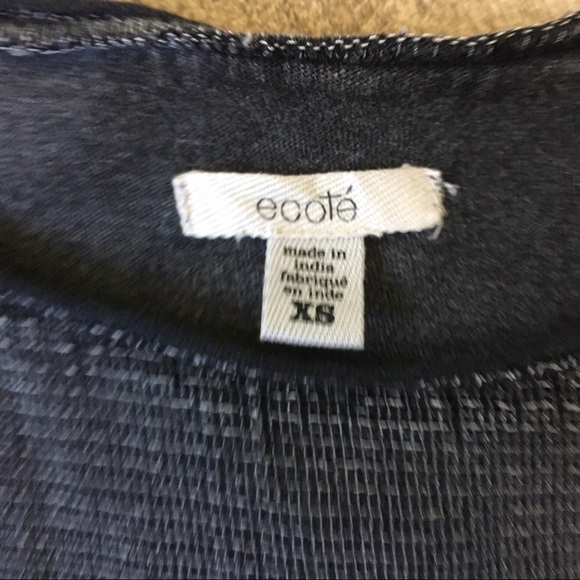 ecoté
made in
india
fabriqué
en inde
XS